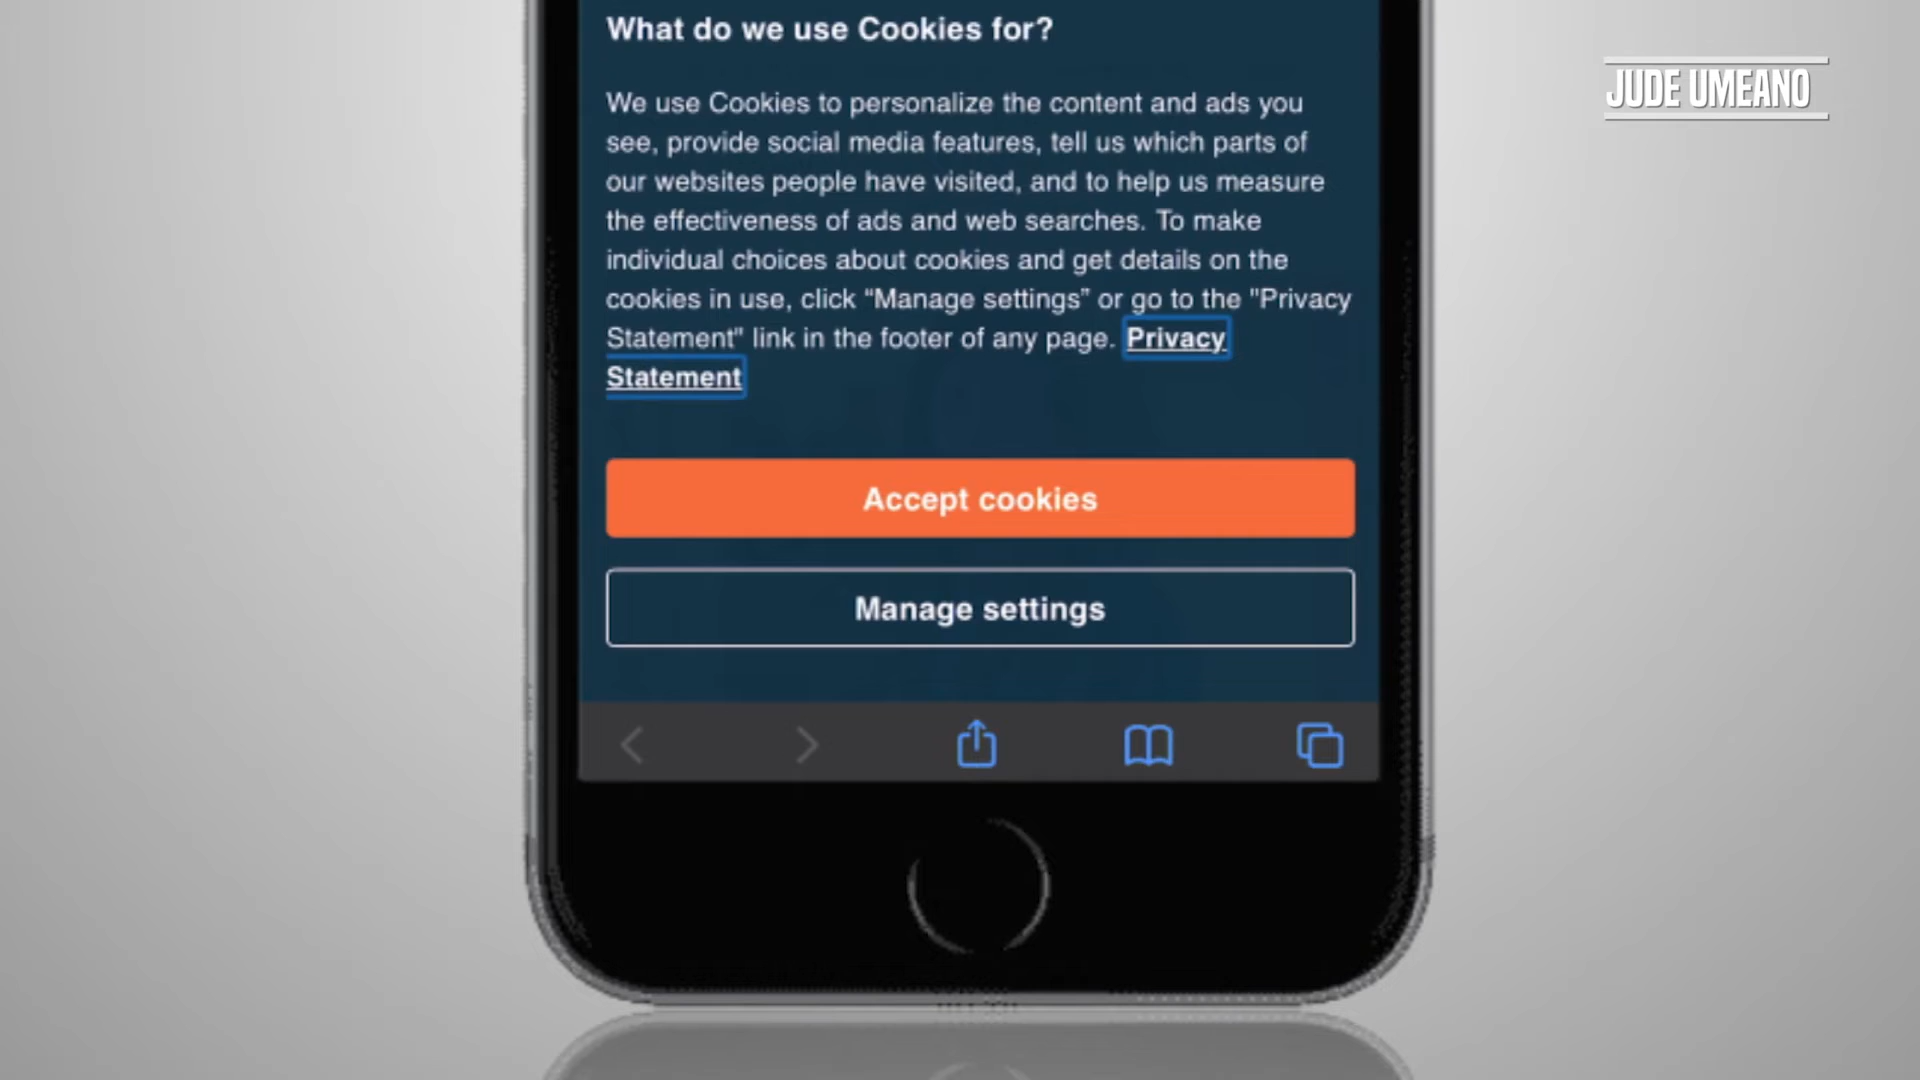 What do we use Cookies for?
JUDE UMEANO
We use Cookies to personalize the content and ads you
see, provide social media features, tell us which parts of
our websites people have visited, and to help us measure
the effectiveness of ads and web searches. To make
individual choices about cookies and get details on the
cookies in use, click “Manage settings” or go to the "Privacy
Statement" link in the footer of any page. Privacy
Statement
Accept cookies
Manage settings